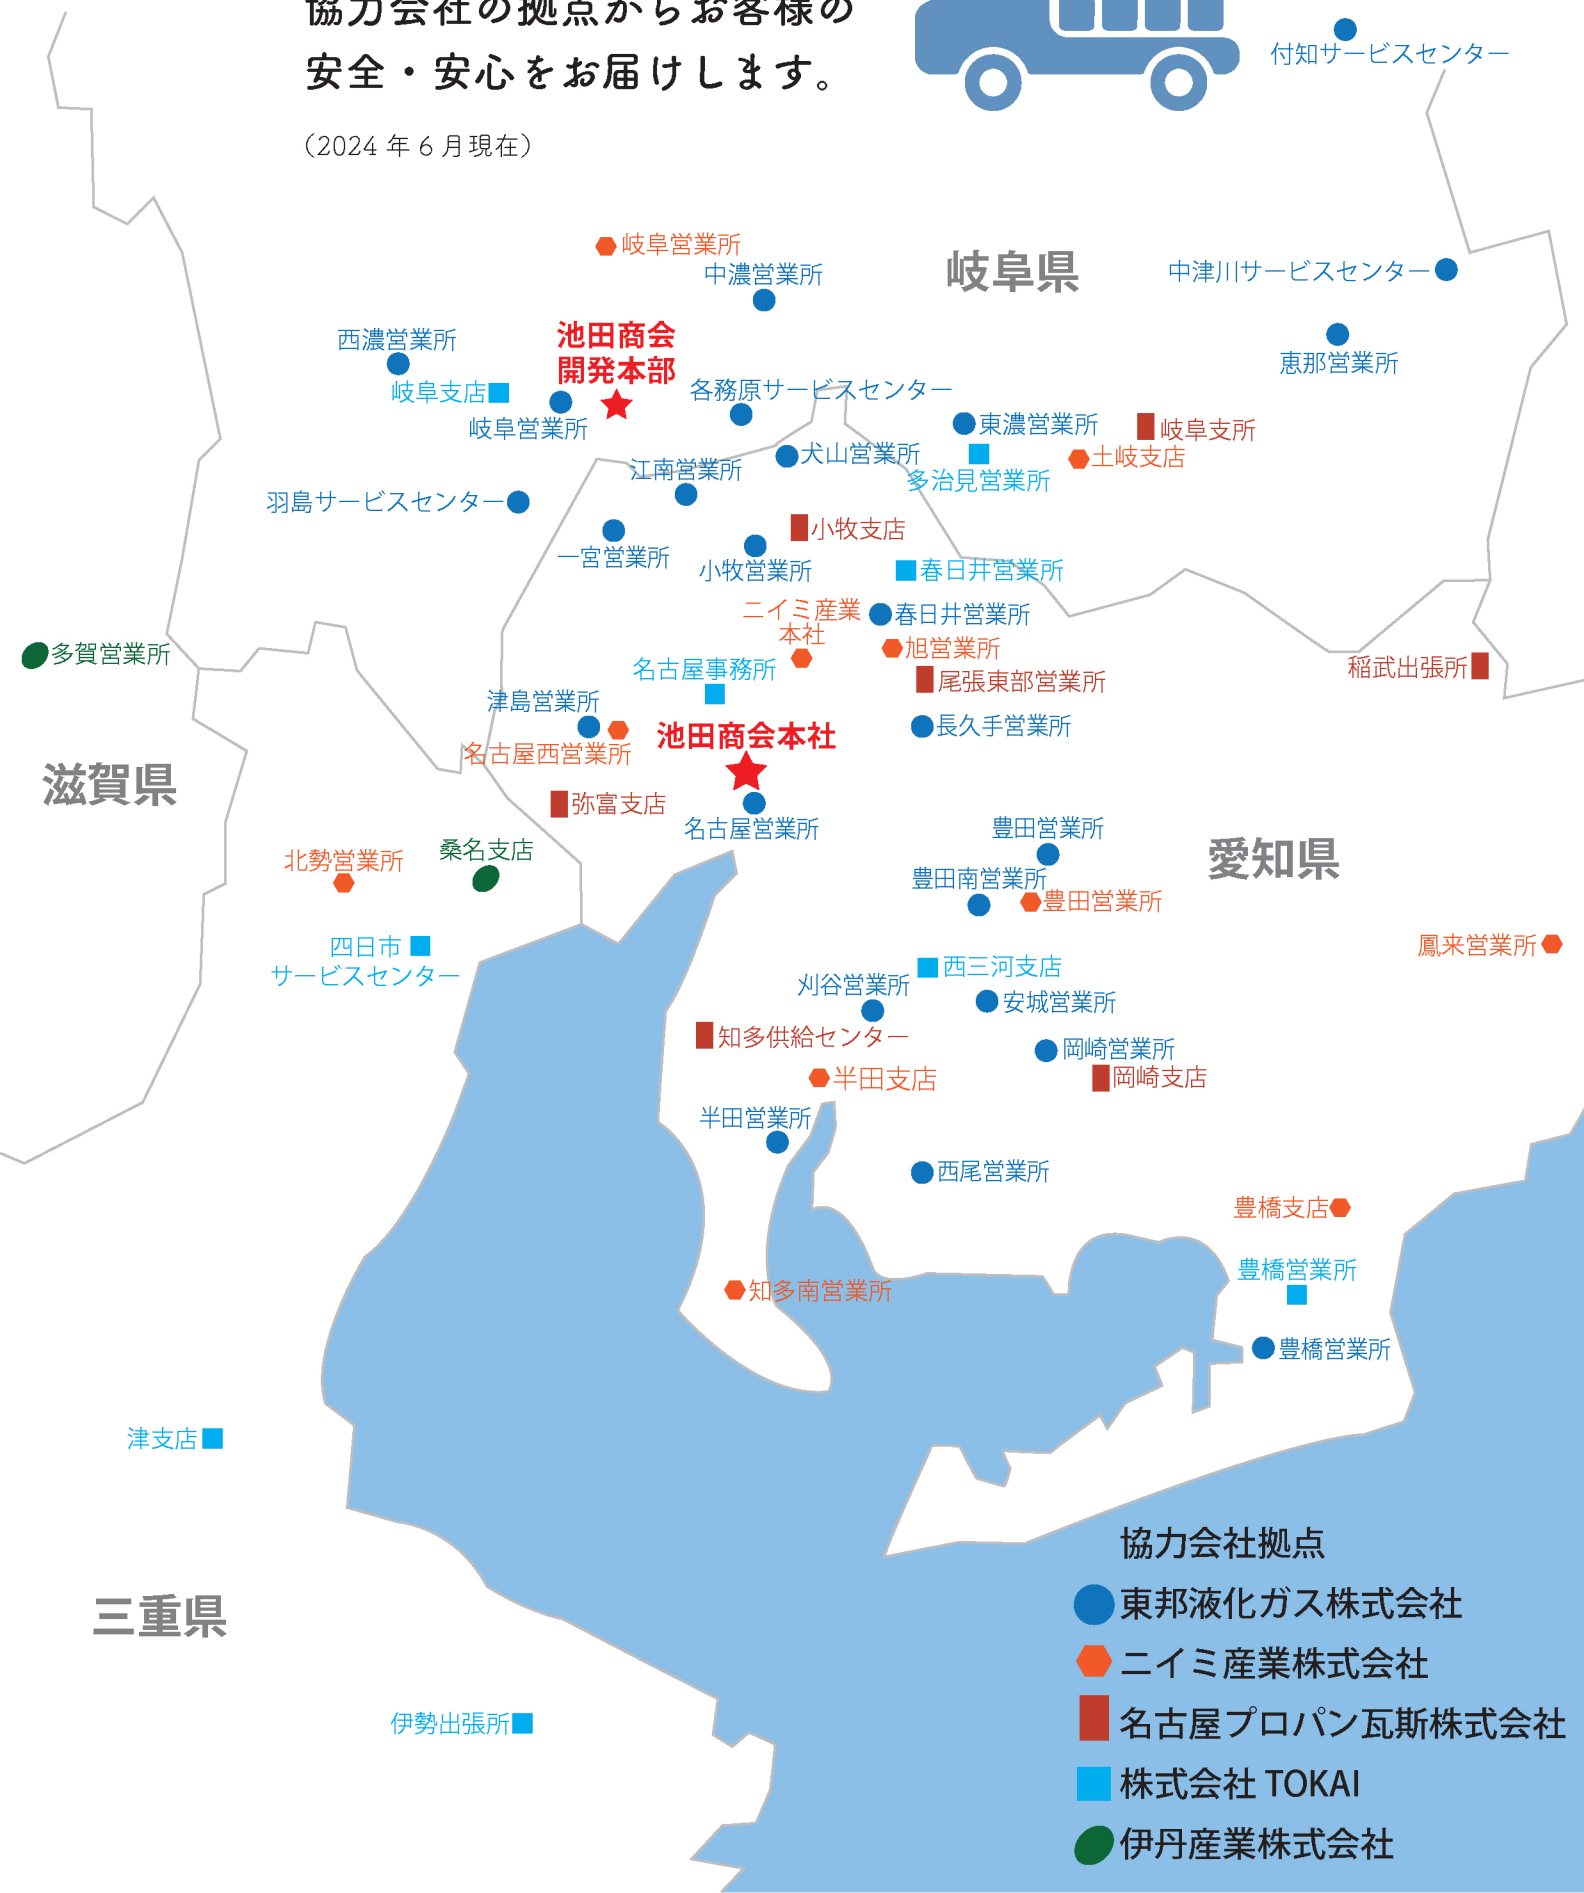 協力会社の拠点からお客様の
安全・安心をお届けします。
（2024 年 6 月現在）
付知サービスセンター
岐阜営業所
中濃営業所
岐阜県
中津川サービスセンター
恵那営業所
西濃営業所
池田商会
開発本部
岐阜支店
岐阜営業所
各務原サービスセンター
東濃営業所
岐阜支所
犬山営業所
土岐支店
江南営業所
多治見営業所
羽島サービスセンター
小牧支店
一宮営業所
小牧営業所
春日井営業所
ニイミ産業
本社
春日井営業所
旭営業所
多賀営業所
名古屋事務所
稲武出張所
尾張東部営業所
津島営業所
長久手営業所
池田商会本社
名古屋西営業所
滋賀県
弥富支店
名古屋営業所
豊田営業所
愛知県
桑名支店
北勢営業所
豊田南営業所
豊田営業所
四日市
サービスセンター
鳳来営業所
西三河支店
刈谷営業所
安城営業所
知多供給センター
岡崎営業所
半田支店
岡崎支店
半田営業所
西尾営業所
豊橋支店
豊橋営業所
知多南営業所
豊橋営業所
津支店
三重県
伊勢出張所
協力会社拠点
東邦液化ガス株式会社
ニイミ産業株式会社
名古屋プロパン瓦斯株式会社
株式会社 TOKAI
伊丹産業株式会社